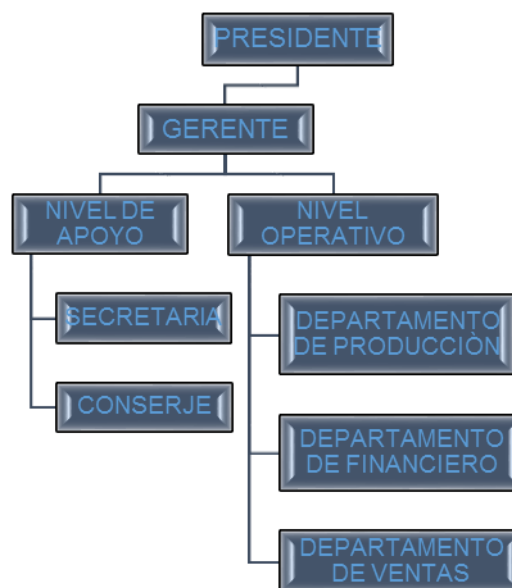 PRESIDENTE
GERENTE
NIVEL DE
APOYO
NIVEL
OPERATIVO
SECRETARIA
CONSERJE
DEPARTAMENTO
DE PRODUCCIÒN
DEPARTAMENTO
DE FINANCIERO
DEPARTAMENTO
DE VENTAS